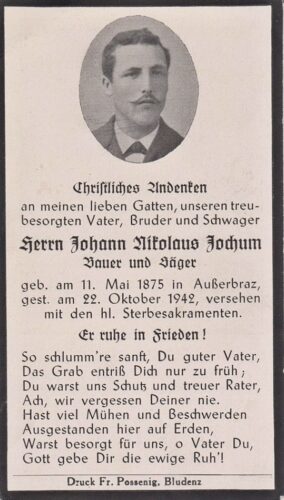 Christliches Andenken
an meinen lieben Gatten, unseren treu-
besorgten Vater, Bruder und Schwager
Herrn Johann Nikolaus Jochum
Bauer und Säger
geb. am 11. Mai 1875 in Außerbraz,
gest. am 22. Oktober 1942, versehen
mit den hl. Sterbesakramenten.
Er ruhe in Frieden!
So schlumm're sanft, Du guter Vater,
Das Grab entriß Dich nur zu früh;
Du warst uns Schutz und treuer Rater,
Ach, wir vergessen Deiner nie.
Hast viel Mühen und Beschwerden
Ausgestanden hier auf Erden,
Warst besorgt für uns, o Vater Du,
Gott gebe Dir die ewige Ruh'!
Druck Fr. Possenig, Bludenz